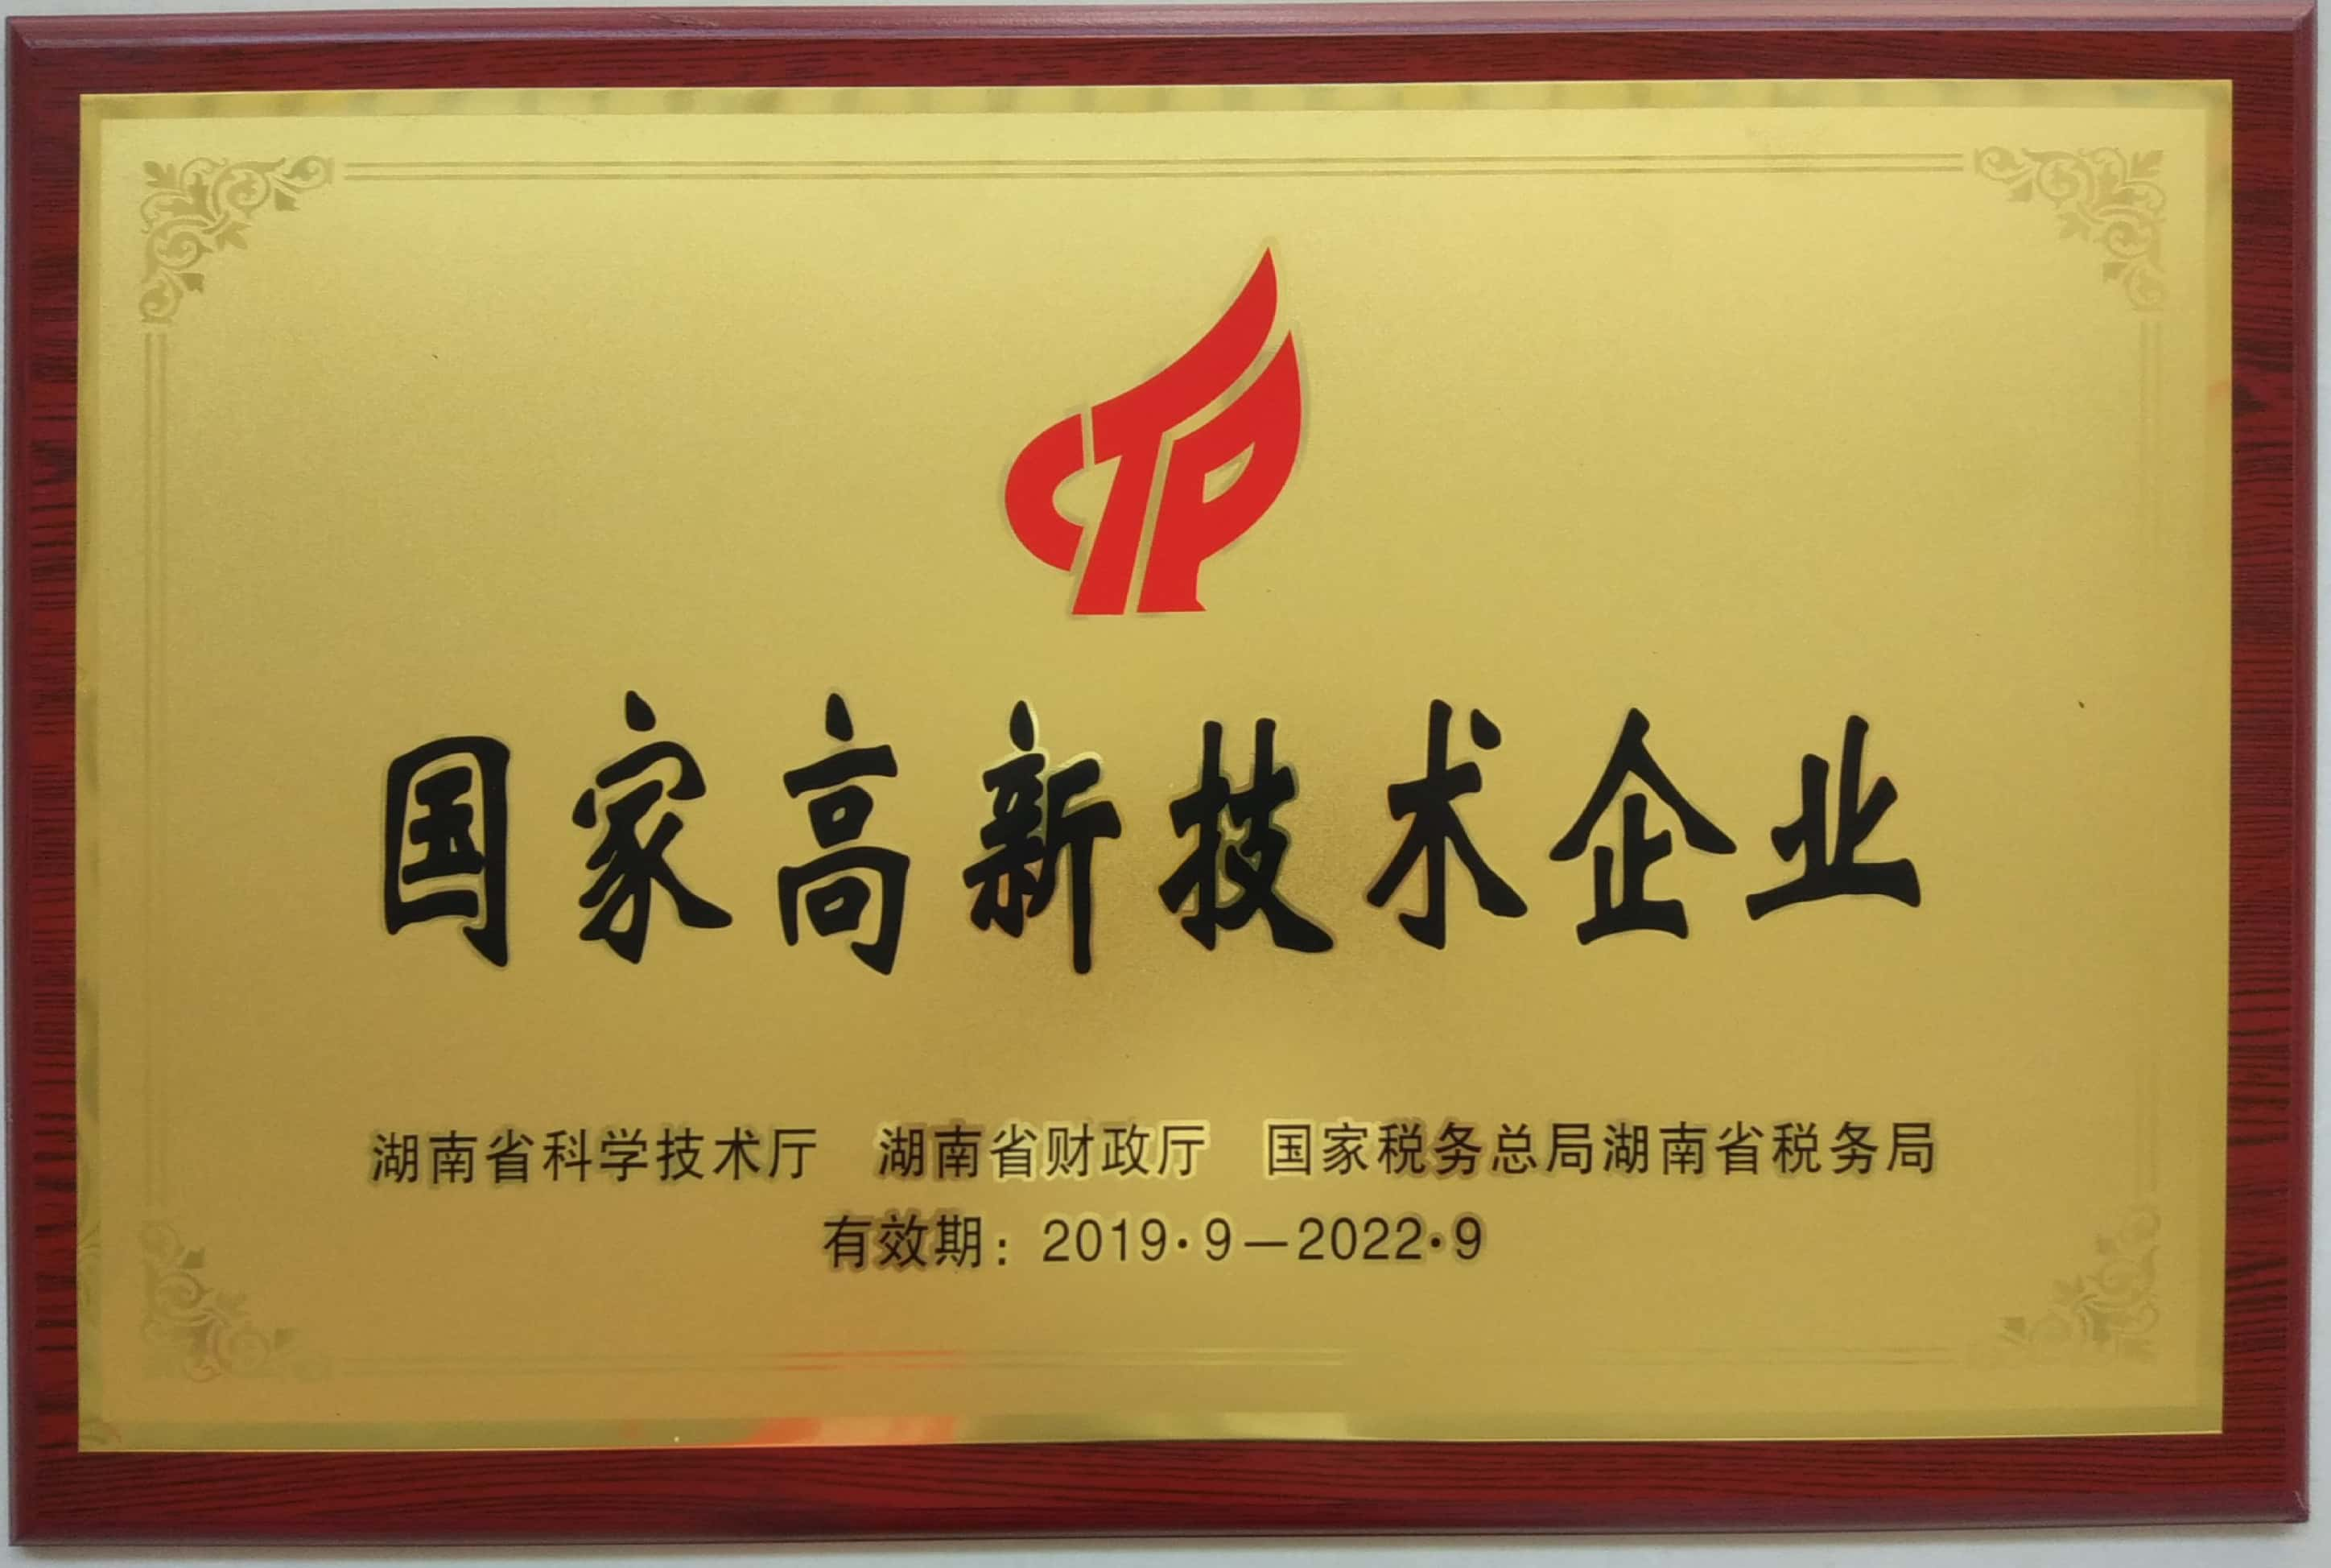 CTP
国家高新技术企业
湖南省科学技术厅 湖南省财政厅 国家税务总局湖南省税务局
有效期：2019·9—2022·9